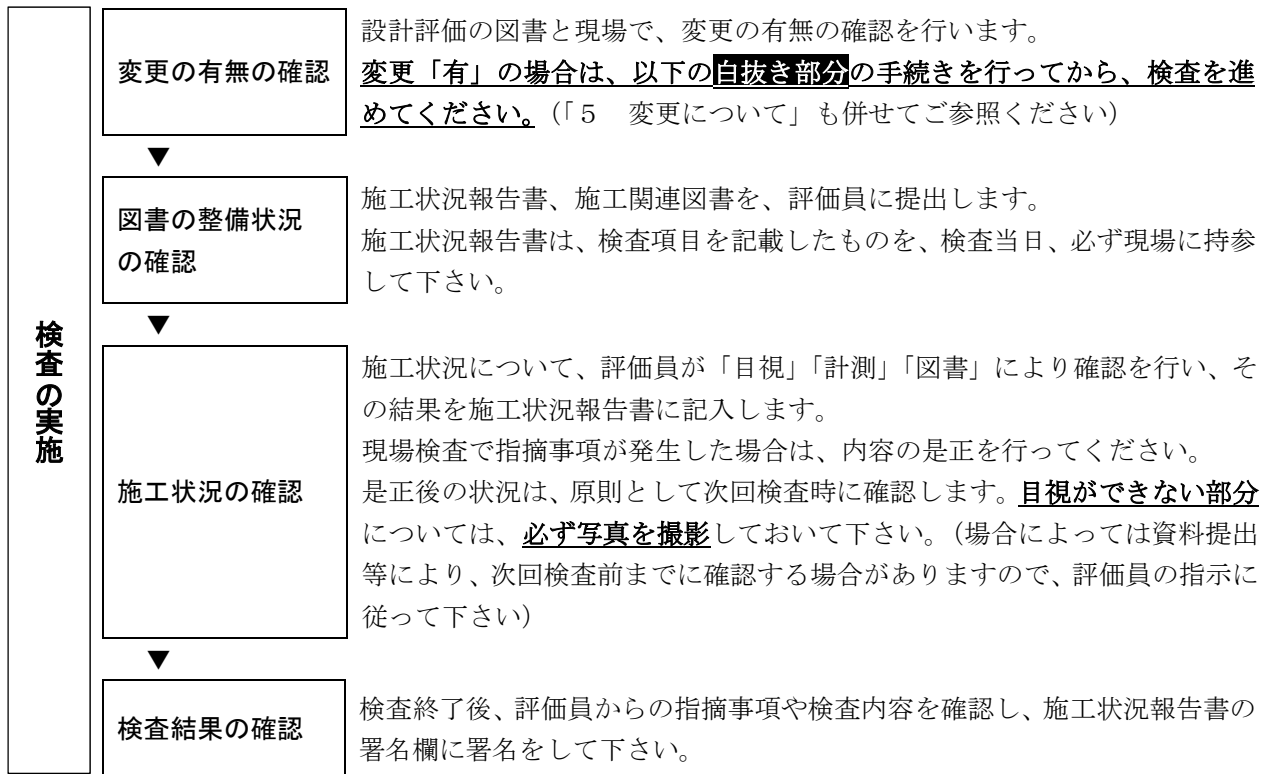 検査の実施
変更の有無の確認
設計評価の図書と現場で、変更の有無の確認を行います。
変更「有」の場合は、以下の白抜き部分の手続きを行ってから、検査を進
めてください。(「５　変更について」も併せてご参照ください)
▼
図書の整備状況
の確認
施工状況報告書、施工関連図書を、評価員に提出します。
施工状況報告書は、検査項目を記載したものを、検査当日、必ず現場に持参
して下さい。
▼
施工状況の確認
施工状況について、評価員が「目視」「計測」「図書」により確認を行い、そ
の結果を施工状況報告書に記入します。
現場検査で指摘事項が発生した場合は、内容の是正を行ってください。
是正後の状況は、原則として次回検査時に確認します。目視ができない部分
については、必ず写真を撮影しておいて下さい。(場合によっては資料提出
等により、次回検査前までに確認する場合がありますので、評価員の指示に
従って下さい)
▼
検査結果の確認
検査終了後、評価員からの指摘事項や検査内容を確認し、施工状況報告書の
署名欄に署名をして下さい。